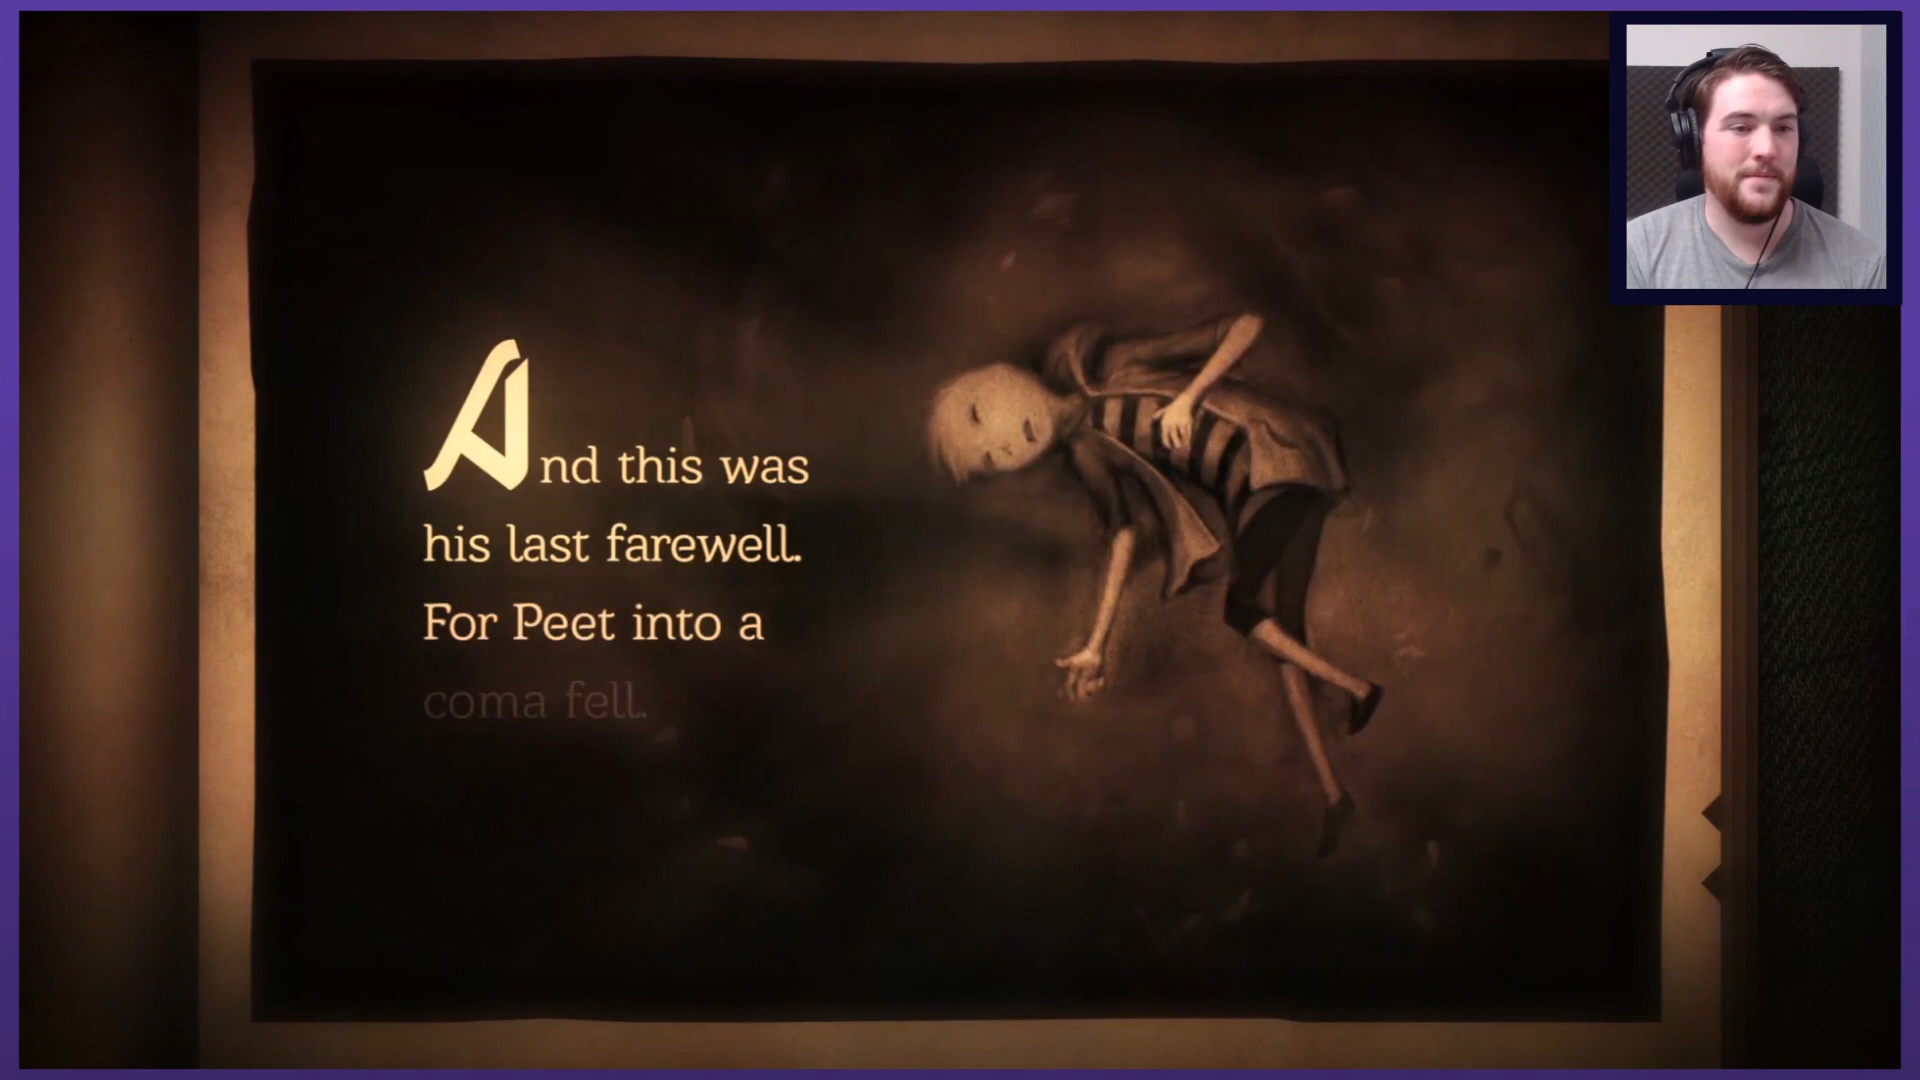 And this was
his last farewell.
For Peet into a
coma fell.